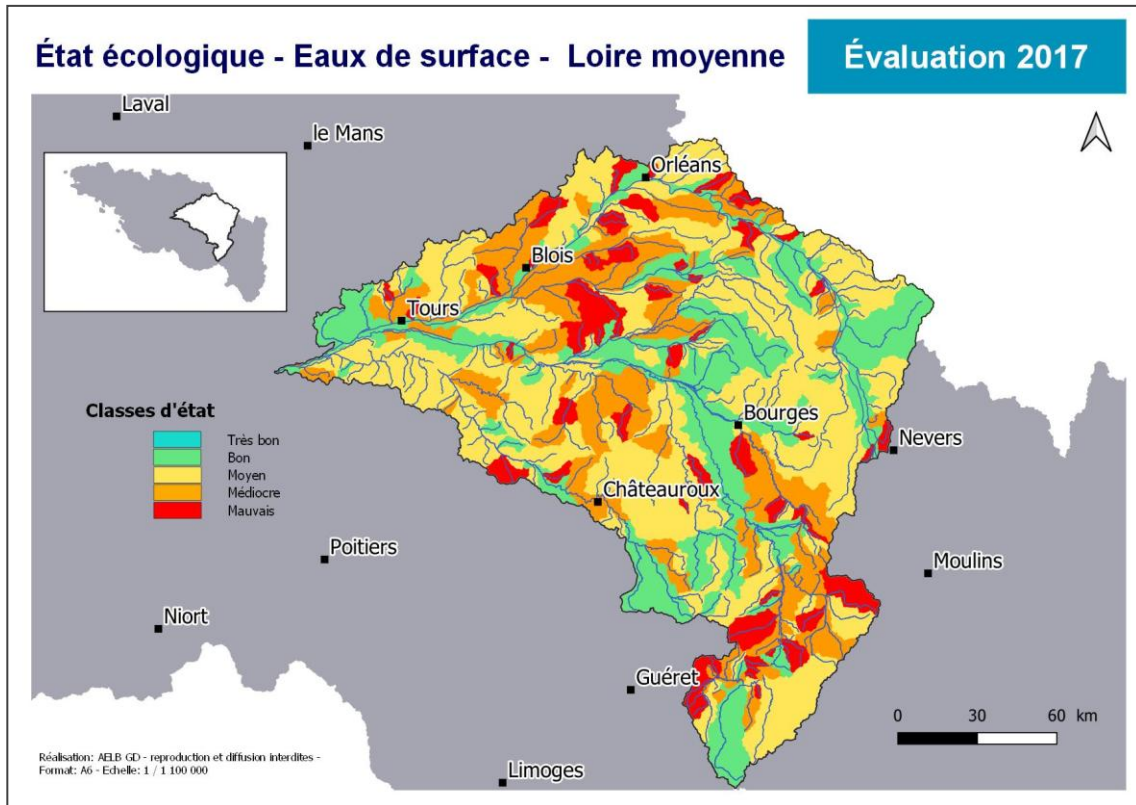 État écologique - Eaux de surface - Loire moyenne
Évaluation 2017
Laval
le Mans
Orléans
Blois
Tours
Classes d'état
Très bon
Bon
Moyen
Médiocre
Mauvais
Bourges
Nevers
Châteauroux
Poitiers
Moulins
Niort
Guéret
0 30 60 km
Réalisation: AELB GD - reproduction et diffusion interdites -
Format: A6 - Echelle: 1 / 1 100 000
Limoges